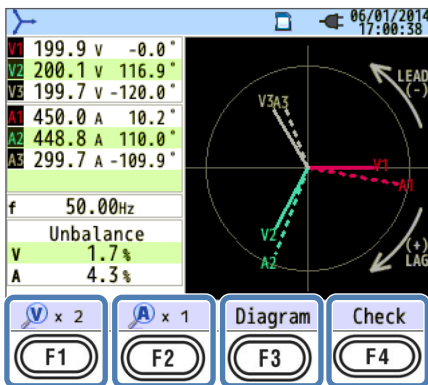 06/01/2014
17:00:38
V1 199.9 V -0.0°
V2 200.1 V 116.9°
V3 199.7 V -120.0°
A1 450.0 A 10.2°
A2 448.8 A 110.0°
A3 299.7 A -109.9°
f 50.00Hz
Unbalance
V 1.7%
A 4.3%
LEAD
(-)
V3 A3
V1
A1
V2
A2
(+)
LAG
V x 2
A x 1
Diagram
Check
F1
F2
F3
F4